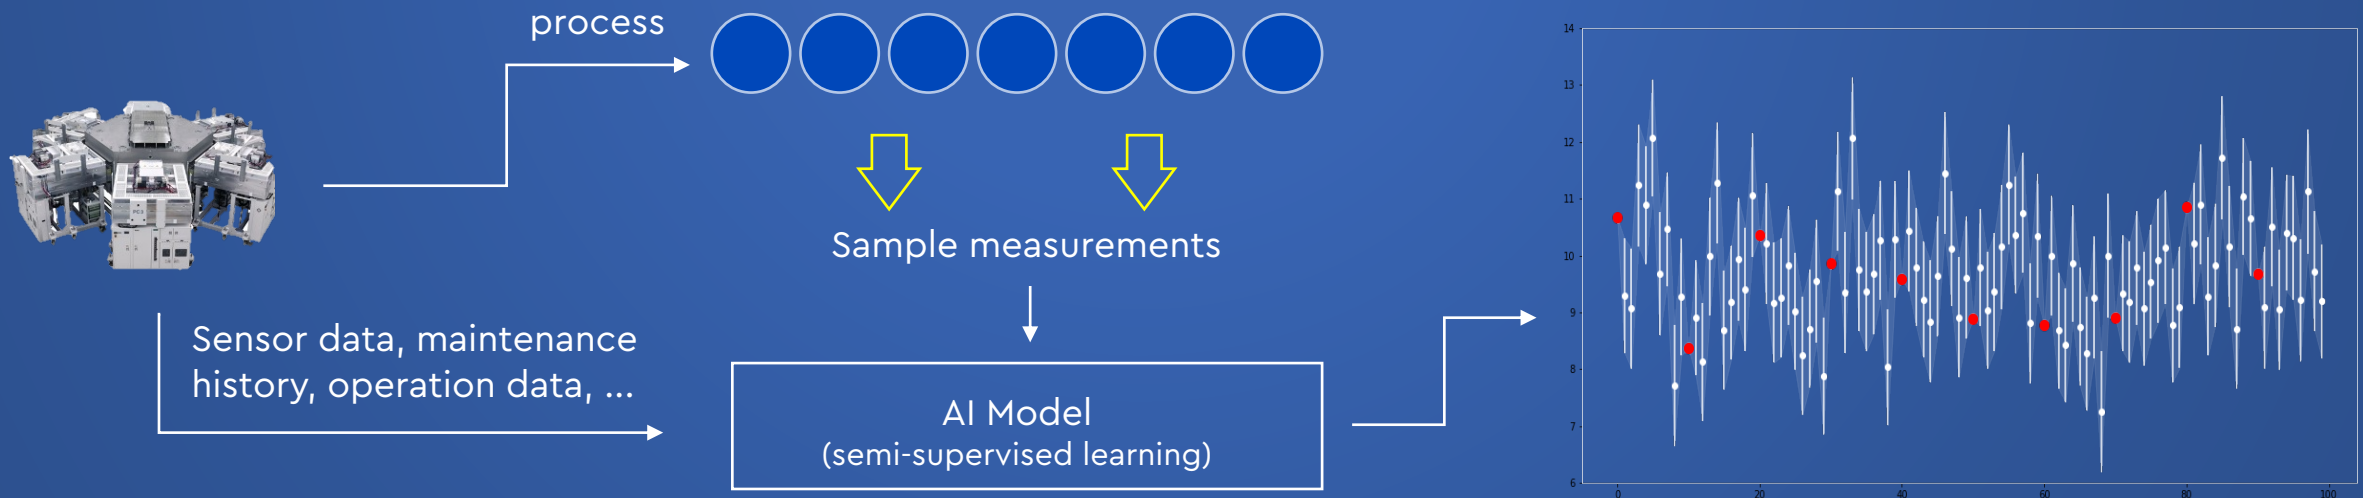 process
Sample measurements
Sensor data, maintenance
history, operation data, ...
AI Model
(semi-supervised learning)
14
13
12
11
10
9
8
7
6
0
20
40
60
80
100